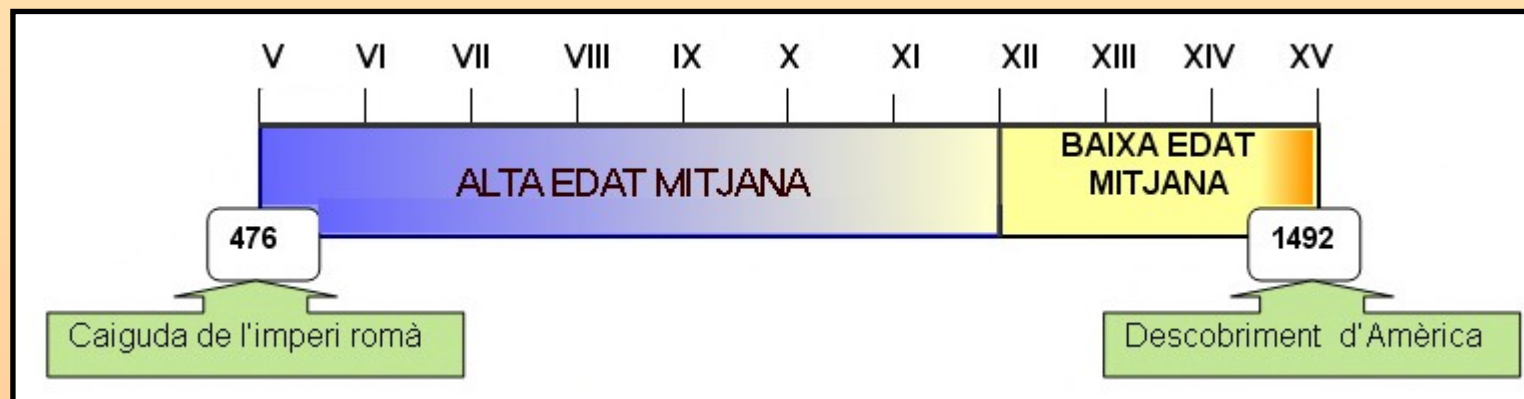 V VI VII VIII IX X XI XII XIII XIV XV
ALTA EDAT MITJANA
BAIXA EDAT
MITJANA
476
1492
Caiguda de l'imperi romà
Descobriment d'Amèrica